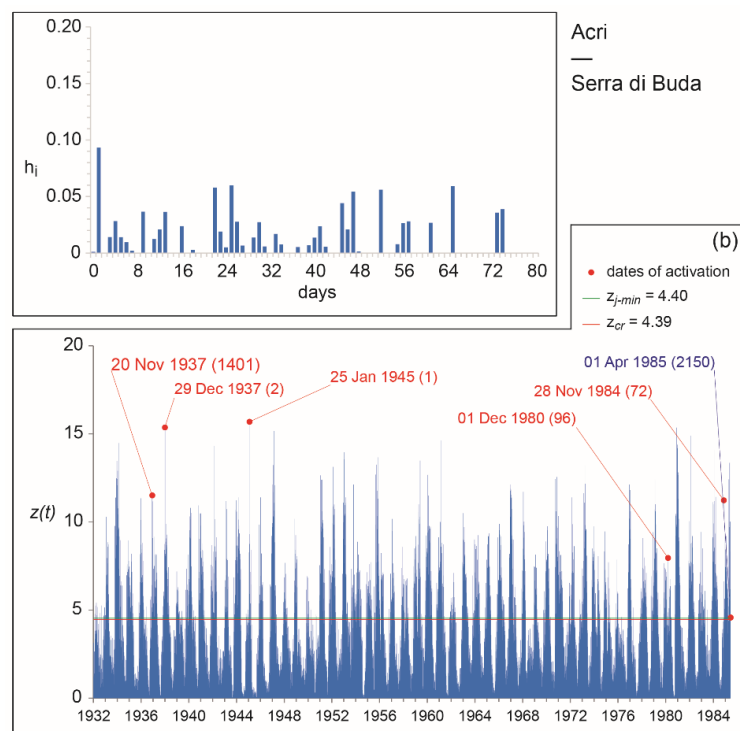 Acri
—
Serra di Buda
0.20
0.15
0.10
0.05
0
hi
0 8 16 24 32 40 48 56 64 72 80
days
(b)
dates of activation
zj-min = 4.40
zcr = 4.39
20
15
10
5
0
z(t)
20 Nov 1937 (1401)
29 Dec 1937 (2)
25 Jan 1945 (1)
01 Apr 1985 (2150)
28 Nov 1984 (72)
01 Dec 1980 (96)
1932 1936 1940 1944 1948 1952 1956 1960 1964 1968 1972 1976 1980 1984